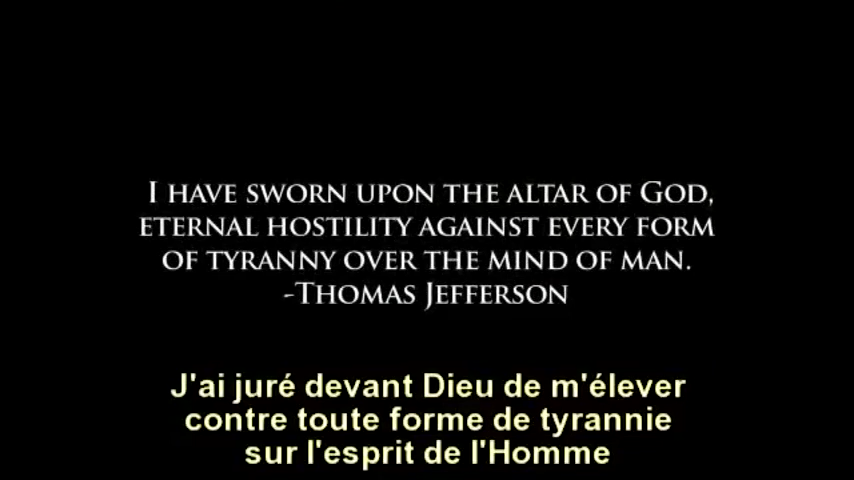 I HAVE SWORN UPON THE ALTAR OF GOD,
ETERNAL HOSTILITY AGAINST EVERY FORM
OF TYRANNY OVER THE MIND OF MAN.
-THOMAS JEFFERSON
J'ai juré devant Dieu de m'élever
contre toute forme de tyrannie
sur l'esprit de l'Homme